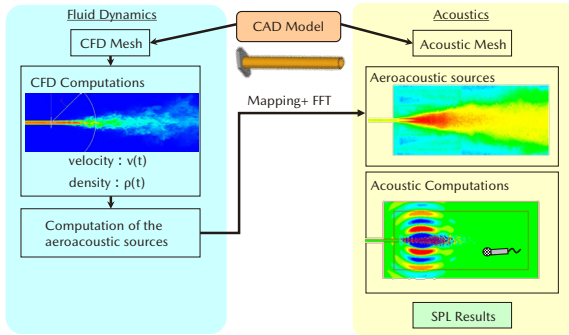 Fluid Dynamics
CFD Mesh
CFD Computations
velocity : v(t)
density : ρ(t)
Computation of the
aeroacoustic sources
CAD Model
Mapping+ FFT
Acoustics
Acoustic Mesh
Aeroacoustic sources
Acoustic Computations
SPL Results